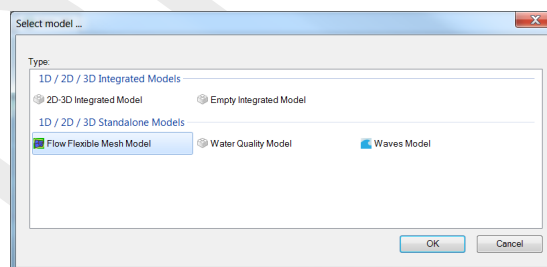 Select model ...
Type:
1D / 2D / 3D Integrated Models
2D-3D Integrated Model Empty Integrated Model
1D / 2D / 3D Standalone Models
Flow Flexible Mesh Model Water Quality Model Waves Model
OK Cancel